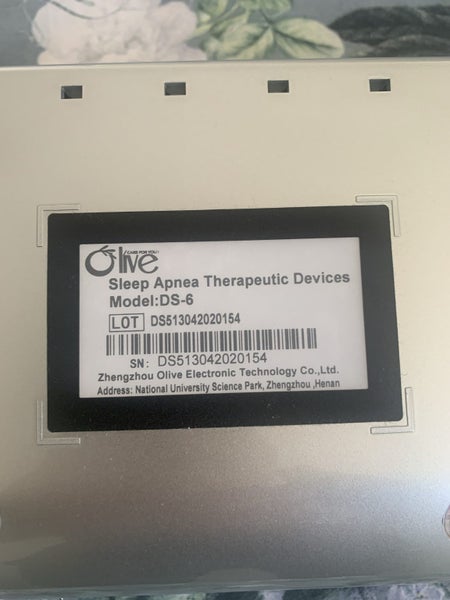 CARE FOR YOU
Olive
Sleep Apnea Therapeutic Devices
Model:DS-6
LOT DS513042020154
SN: DS513042020154
Zhengzhou Olive Electronic Technology Co.,Ltd.
Address: National University Science Park, Zhengzhou ,Henan